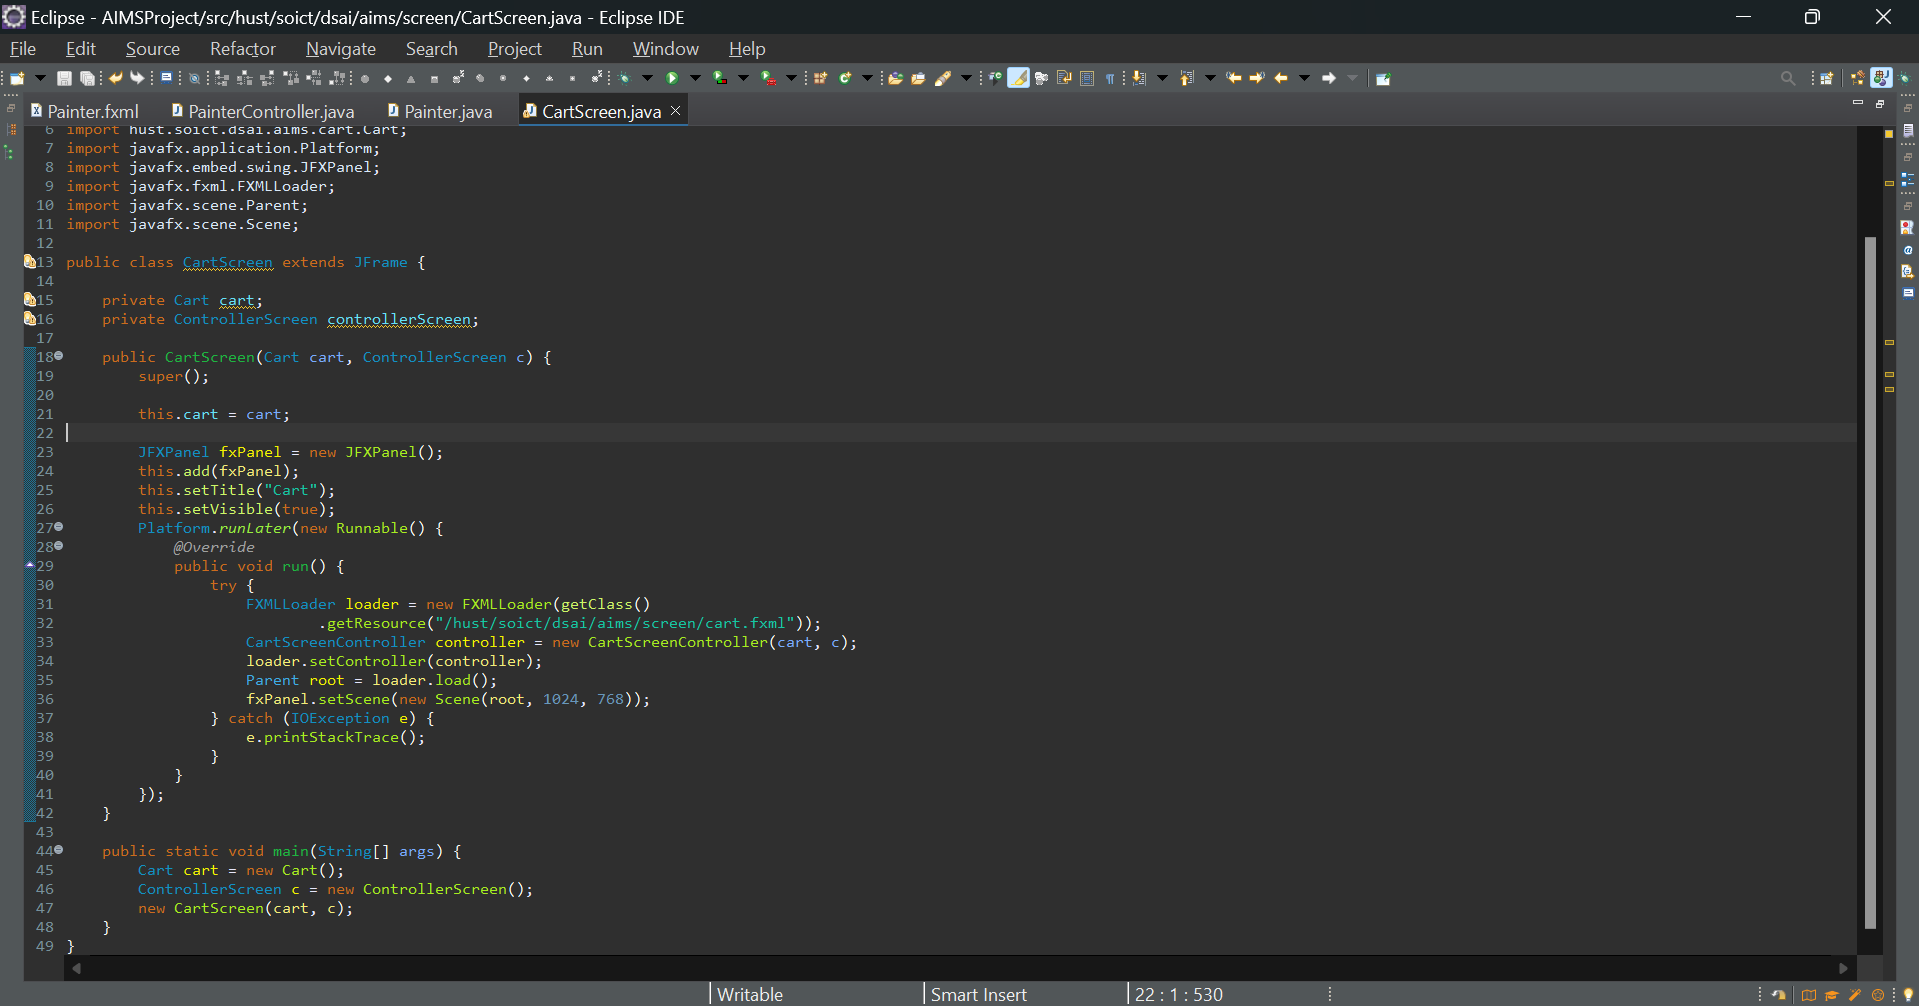 Eclipse - AIMSProject/src/hust/soict/dsai/aims/screen/CartScreen.java - Eclipse IDE
File Edit Source Refactor Navigate Search Project Run Window Help
Painter.fxml PainterController.java Painter.java CartScreen.java
6 import hust.soict.dsai.aims.cart.Cart;
7 import javafx.application.Platform;
8 import javafx.embed.swing.JFXPanel;
9 import javafx.fxml.FXMLLoader;
10 import javafx.scene.Parent;
11 import javafx.scene.Scene;
12
13 public class CartScreen extends JFrame {
14
15     private Cart cart;
16     private ControllerScreen controllerScreen;
17
18     public CartScreen(Cart cart, ControllerScreen c) {
19         super();
20
21         this.cart = cart;
22
23         JFXPanel fxPanel = new JFXPanel();
24         this.add(fxPanel);
25         this.setTitle("Cart");
26         this.setVisible(true);
27         Platform.runLater(new Runnable() {
28             @Override
29             public void run() {
30                 try {
31                     FXMLLoader loader = new FXMLLoader(getClass()
32                             .getResource("/hust/soict/dsai/aims/screen/cart.fxml"));
33                     CartScreenController controller = new CartScreenController(cart, c);
34                     loader.setController(controller);
35                     Parent root = loader.load();
36                     fxPanel.setScene(new Scene(root, 1024, 768));
37                 } catch (IOException e) {
38                     e.printStackTrace();
39                 }
40             }
41         });
42     }
43
44     public static void main(String[] args) {
45         Cart cart = new Cart();
46         ControllerScreen c = new ControllerScreen();
47         new CartScreen(cart, c);
48     }
49 }
Writable Smart Insert 22 : 1 : 530